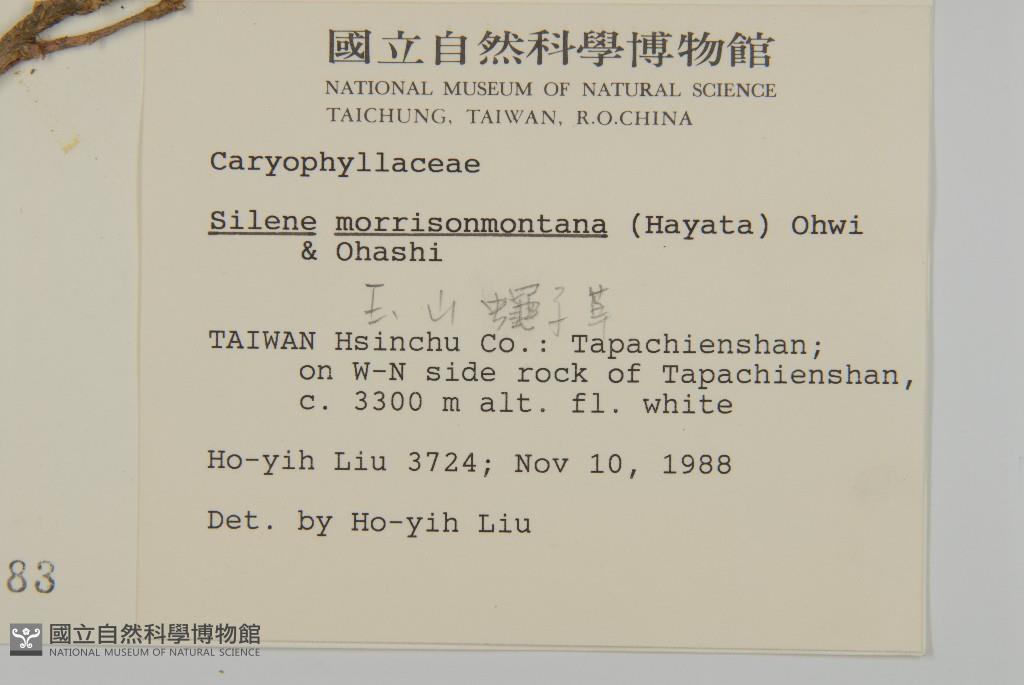 國立自然科學博物館
NATIONAL MUSEUM OF NATURAL SCIENCE
TAICHUNG, TAIWAN, R.O.CHINA
Caryophyllaceae
Silene morrisonmontana (Hayata) Ohwi
& Ohashi
玉山蠅子草
TAIWAN Hsinchu Co.: Tapachienshan;
on W-N side rock of Tapachienshan,
c. 3300 m alt. fl. white
Ho-yih Liu 3724; Nov 10, 1988
Det. by Ho-yih Liu
83
國立自然科學博物館
NATIONAL MUSEUM OF NATURAL SCIENCE